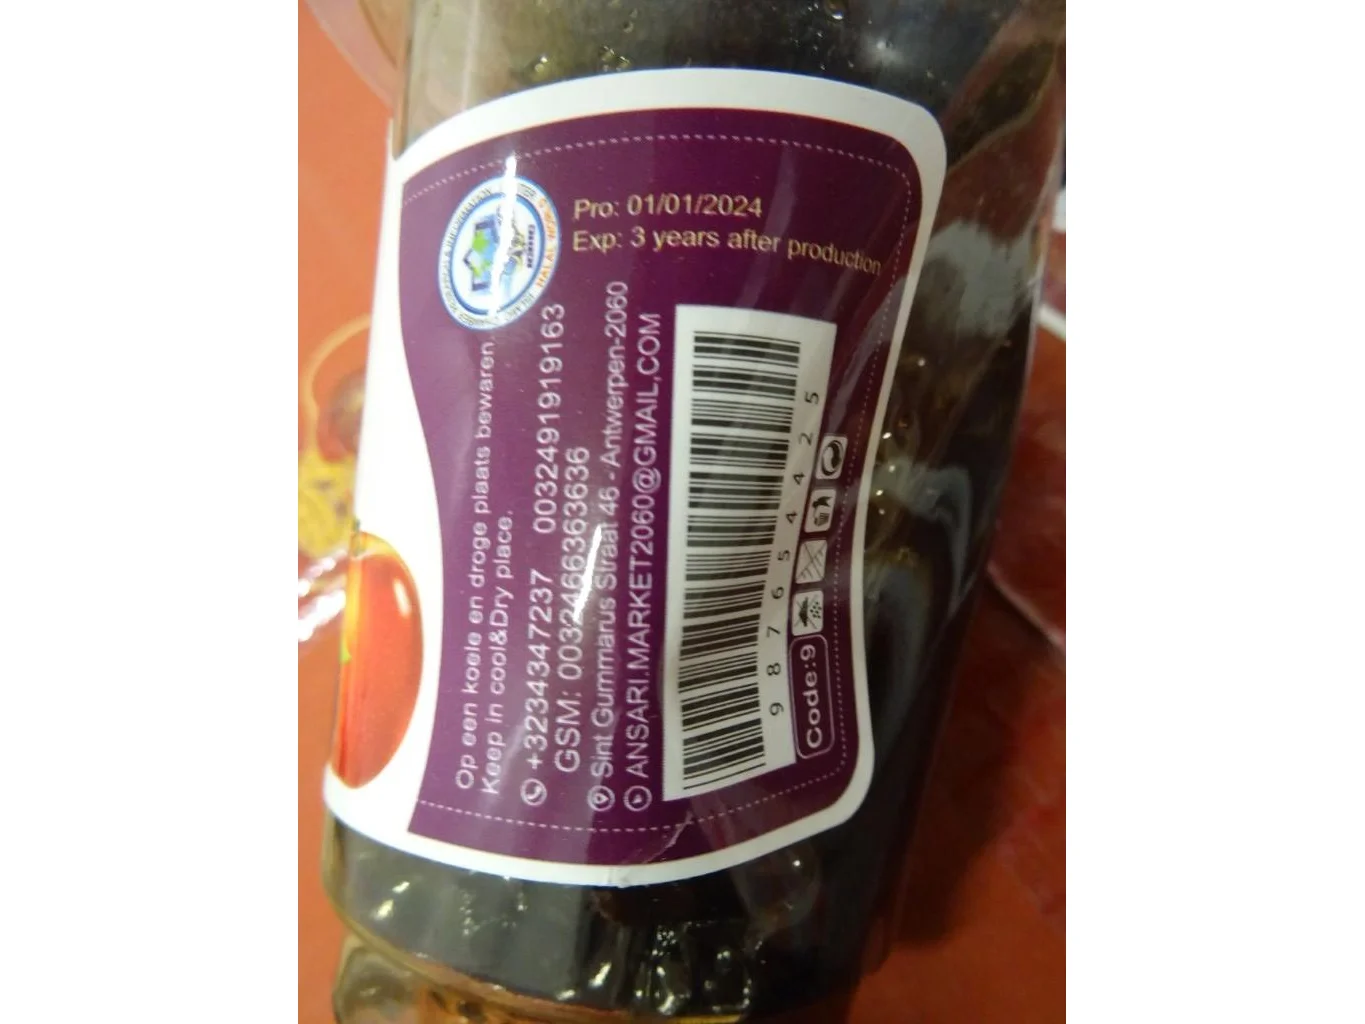 Pro: 01/01/2024
Exp: 3 years after production
Op een koele en droge plaats bewaren.
Keep in cool&Dry place.
+3234347237 0032491919163
GSM: 0032466363636
Sint Gummarus Straat 46 - Antwerpen-2060
ANSARI.MARKET2060@GMAIL.COM
9 8 7 6 5 4 4 2 5
Code:9
HALAL